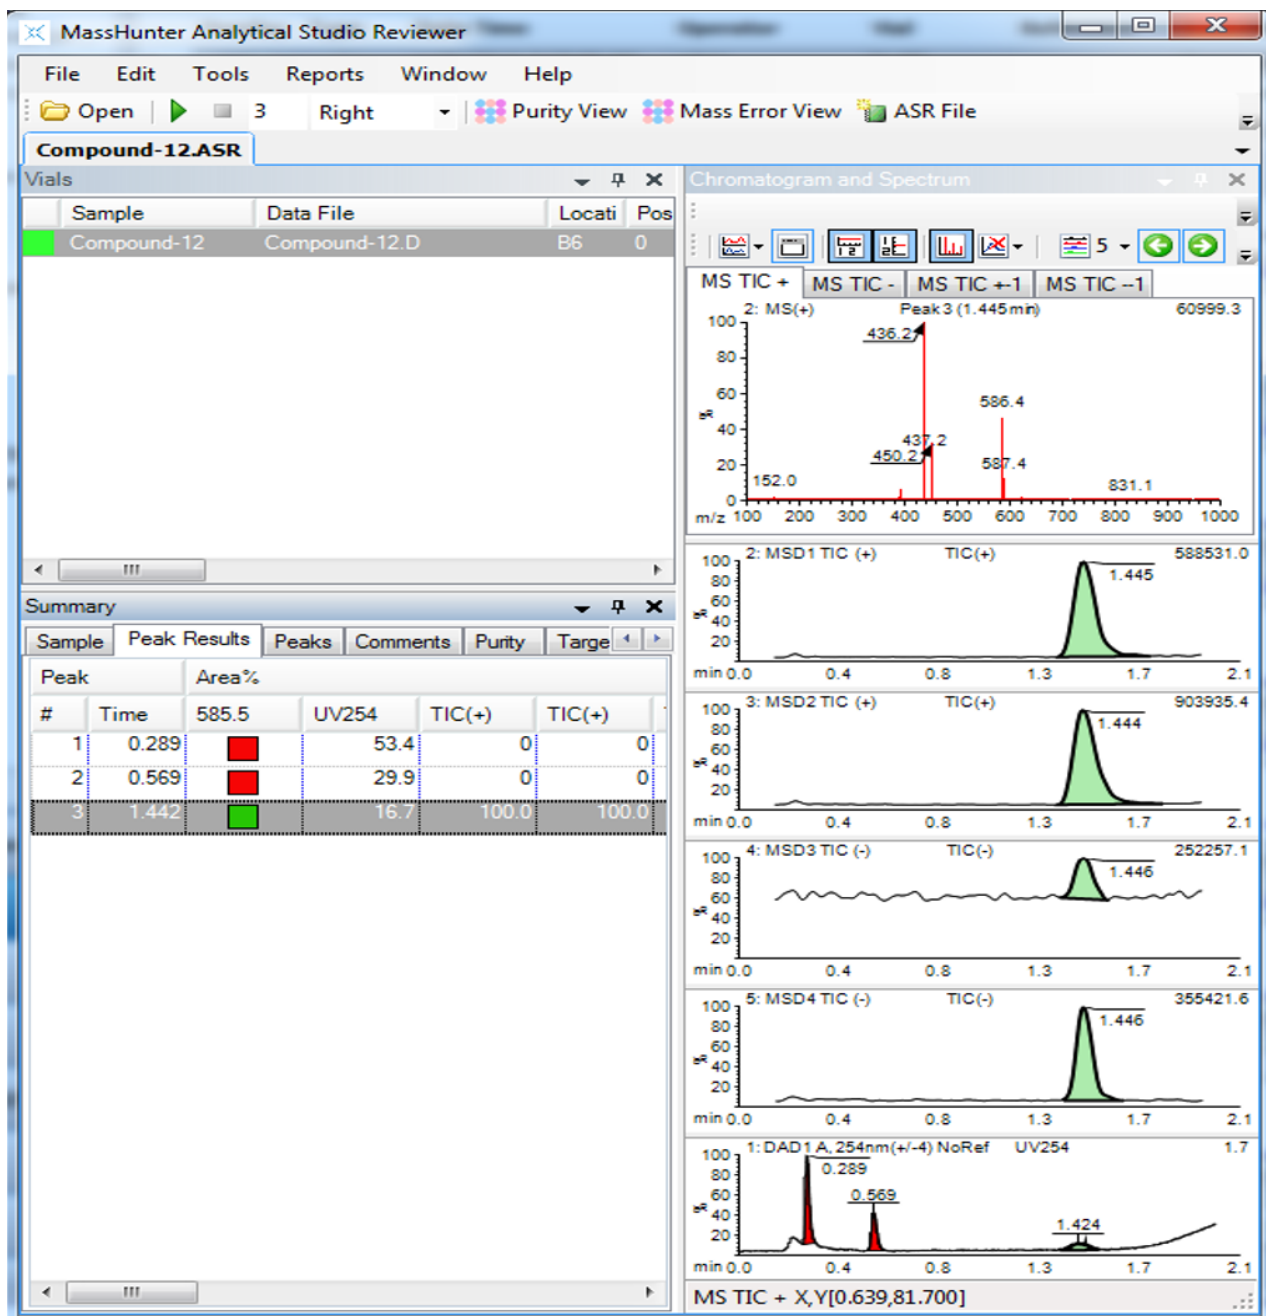 MassHunter Analytical Studio Reviewer
File Edit Tools Reports Window Help
Open 3 Right Purity View Mass Error View ASR File
Compound-12.ASR
Vials
Sample Data File Locati Pos
Compound-12 Compound-12.D B6 0
Summary
Sample Peak Results Peaks Comments Purity Targe
Peak Area%
# Time 585.5 UV254 TIC(+) TIC(+)
1 0.289 53.4 0 0
2 0.569 29.9 0 0
3 1.442 16.7 100.0 100.0
Chromatogram and Spectrum
5
MS TIC + MS TIC - MS TIC +-1 MS TIC --1
2: MS(+) Peak 3 (1.445 min) 60999.3
100
80
60
40
20
0
436.2
586.4
437.2
450.2
587.4
152.0
831.1
m/z 100 200 300 400 500 600 700 800 900 1000
2: MSD1 TIC (+) TIC(+) 588531.0
100
80
60
40
20
1.445
min 0.0 0.4 0.8 1.3 1.7 2.1
3: MSD2 TIC (+) TIC(+) 903935.4
100
80
60
40
20
1.444
min 0.0 0.4 0.8 1.3 1.7 2.1
4: MSD3 TIC (-) TIC(-) 252257.1
100
80
60
40
20
1.446
min 0.0 0.4 0.8 1.3 1.7 2.1
5: MSD4 TIC (-) TIC(-) 355421.6
100
80
60
40
20
1.446
min 0.0 0.4 0.8 1.3 1.7 2.1
1: DAD1 A, 254nm(+/-4) NoRef UV254 1.7
100
80
60
40
20
0.289
0.569
1.424
min 0.0 0.4 0.8 1.3 1.7 2.1
MS TIC + X,Y[0.639,81.700]